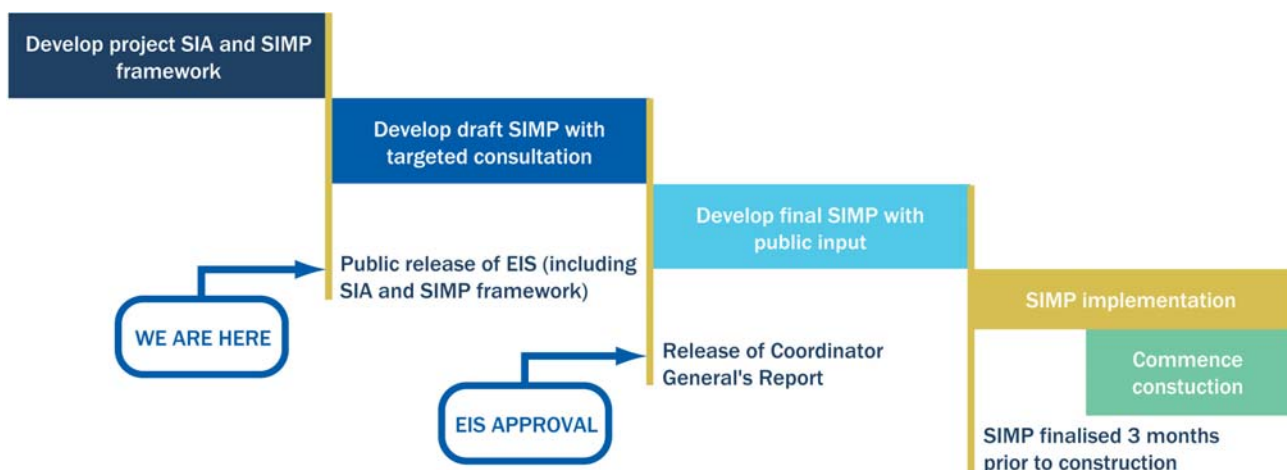 Develop project SIA and SIMP
framework
Develop draft SIMP with
targeted consultation
Develop final SIMP with
public input
Public release of EIS (including
SIA and SIMP framework)
WE ARE HERE
SIMP implementation
Release of Coordinator
General's Report
Commence
constuction
EIS APPROVAL
SIMP finalised 3 months
prior to construction